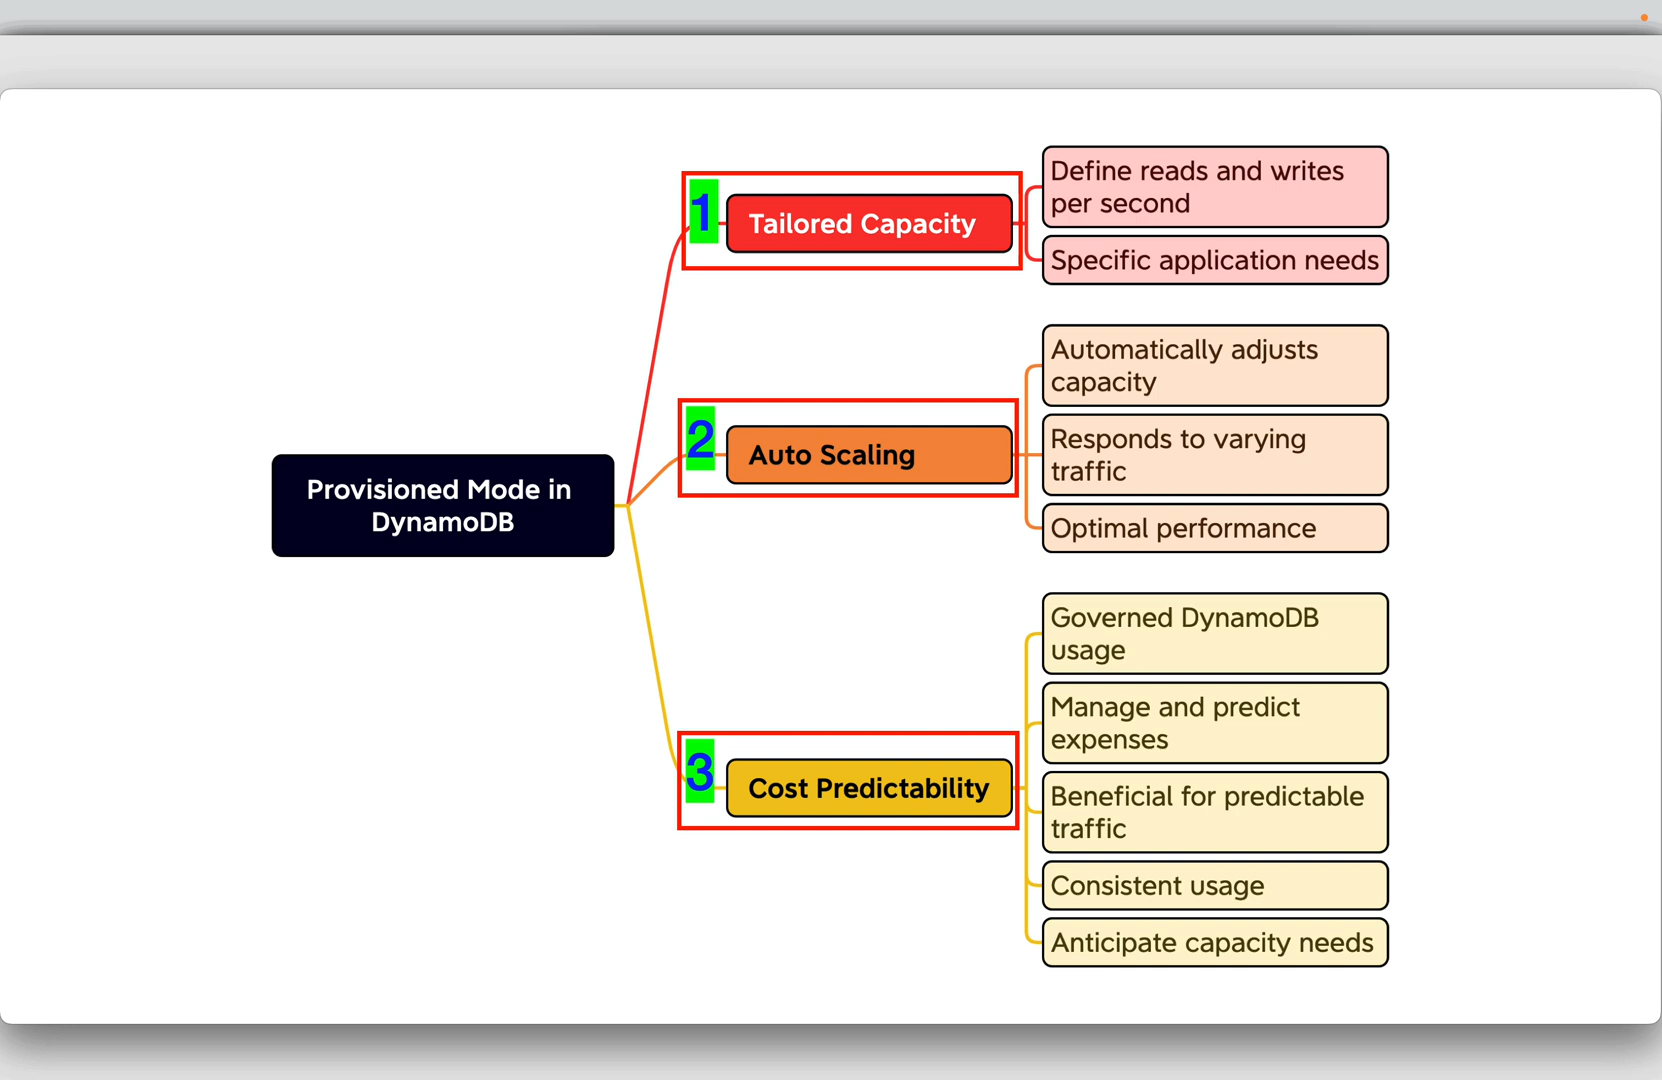 1
Tailored Capacity
Define reads and writes
per second
Specific application needs
2
Auto Scaling
Automatically adjusts
capacity
Responds to varying
traffic
Optimal performance
Provisioned Mode in
DynamoDB
3
Cost Predictability
Governed DynamoDB
usage
Manage and predict
expenses
Beneficial for predictable
traffic
Consistent usage
Anticipate capacity needs